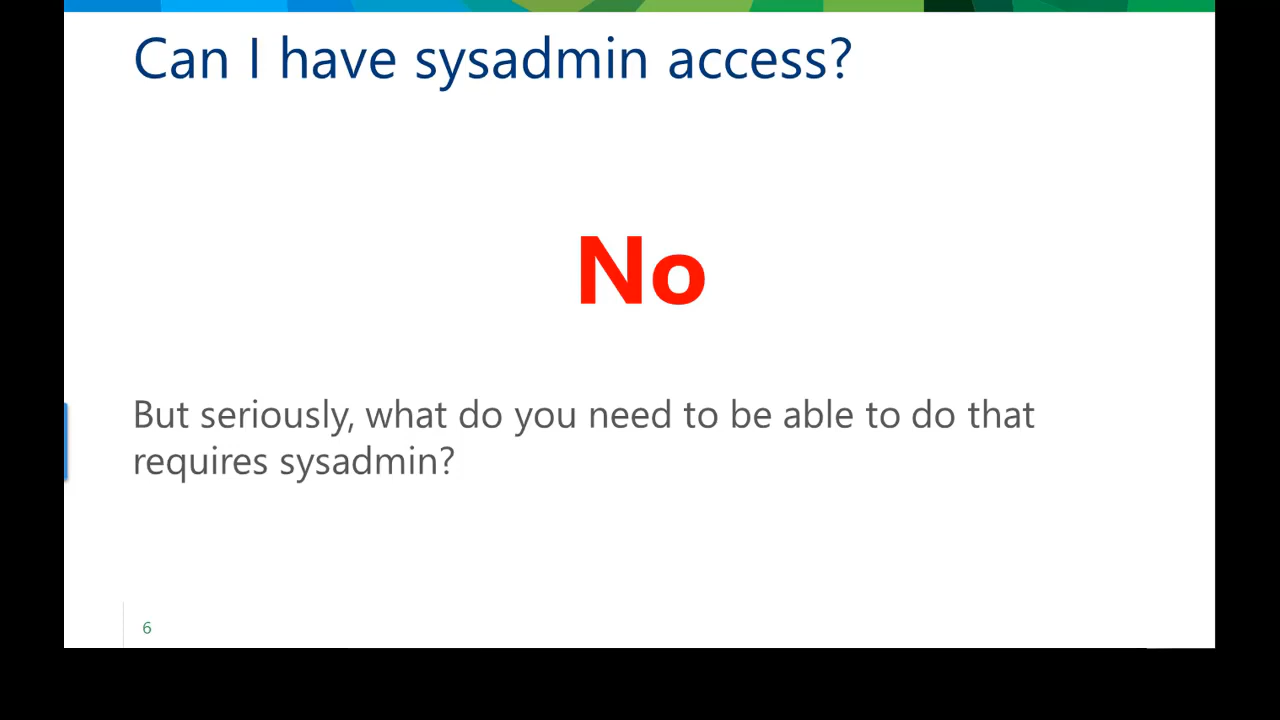 Can I have sysadmin access?
No
But seriously, what do you need to be able to do that
requires sysadmin?
6